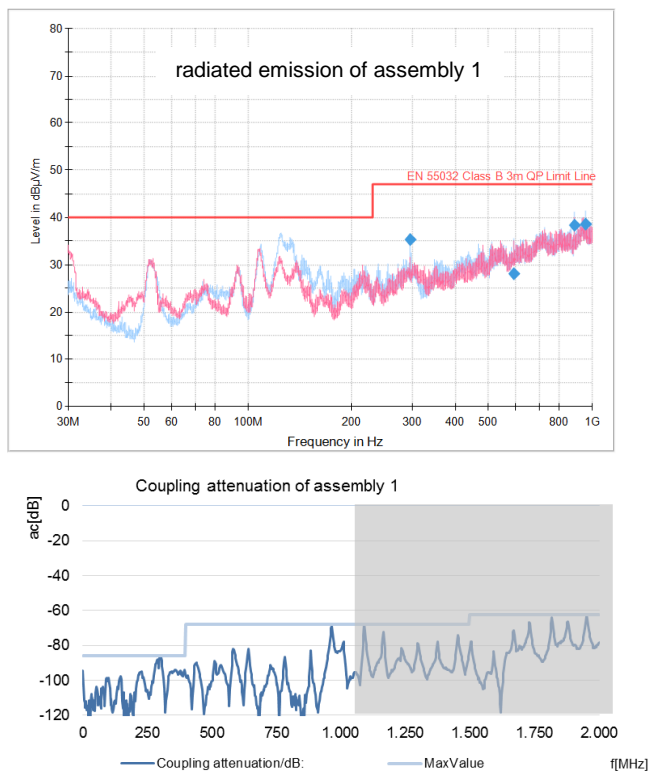 radiated emission of assembly 1
EN 55032 Class B 3m QP Limit Line
Level in dBµV/m
80
70
60
50
40
30
20
10
0
30M 50 60 80 100M 200 300 400 500 800 1G
Frequency in Hz
Coupling attenuation of assembly 1
ac[dB]
0
-20
-40
-60
-80
-100
-120
0 250 500 750 1.000 1.250 1.500 1.750 2.000
Coupling attenuation/dB: MaxValue f[MHz]